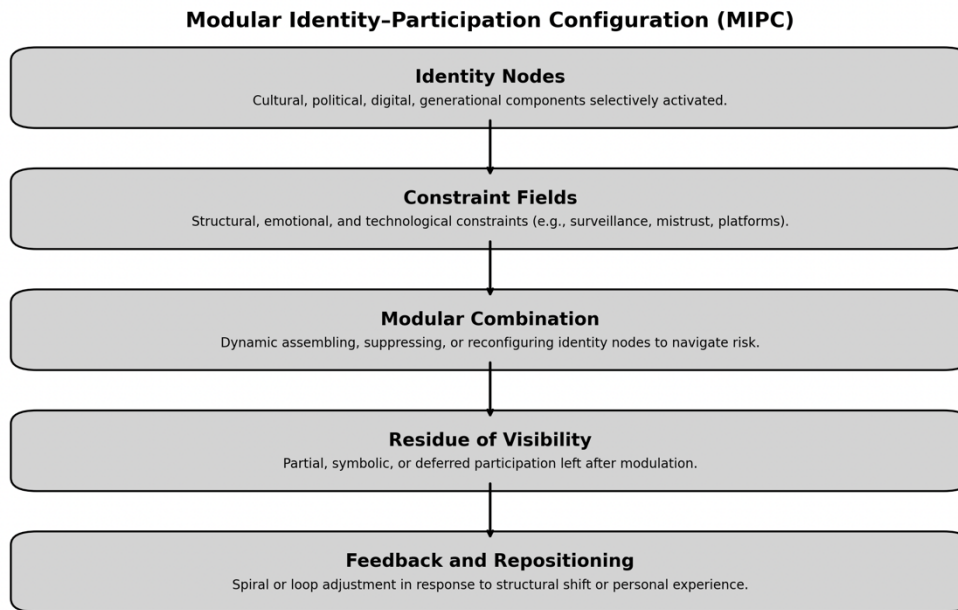 Modular Identity–Participation Configuration (MIPC)
Identity Nodes
Cultural, political, digital, generational components selectively activated.
Constraint Fields
Structural, emotional, and technological constraints (e.g., surveillance, mistrust, platforms).
Modular Combination
Dynamic assembling, suppressing, or reconfiguring identity nodes to navigate risk.
Residue of Visibility
Partial, symbolic, or deferred participation left after modulation.
Feedback and Repositioning
Spiral or loop adjustment in response to structural shift or personal experience.